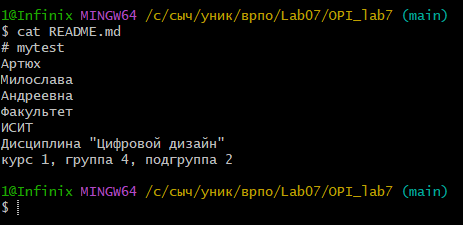 1@Infinix MINGW64 /c/сыч/уник/врпо/Lab07/OPI_lab7 (main)
$ cat README.md
# mytest
Артюх
Милослава
Андреевна
Факультет
ИСИТ
Дисциплина "Цифровой дизайн"
курс 1, группа 4, подгруппа 2
1@Infinix MINGW64 /c/сыч/уник/врпо/Lab07/OPI_lab7 (main)
$